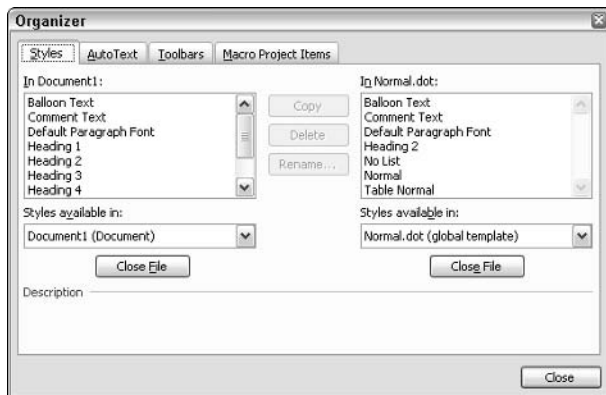 Organizer
Styles AutoText Toolbars Macro Project Items
In Document1:
Balloon Text
Comment Text
Default Paragraph Font
Heading 1
Heading 2
Heading 3
Heading 4
Copy
Delete
Rename...
In Normal.dot:
Balloon Text
Comment Text
Default Paragraph Font
Heading 2
No List
Normal
Table Normal
Styles available in:
Document1 (Document)
Close File
Styles available in:
Normal.dot (global template)
Close File
Description
Close